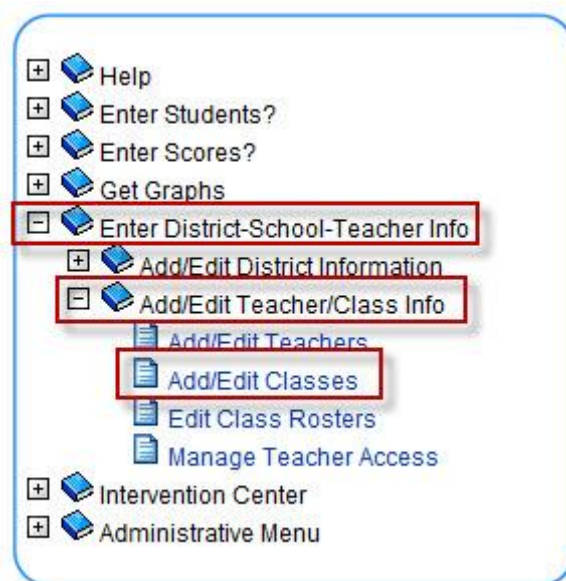 Help
Enter Students?
Enter Scores?
Get Graphs
Enter District-School-Teacher Info
Add/Edit District Information
Add/Edit Teacher/Class Info
Add/Edit Teachers
Add/Edit Classes
Edit Class Rosters
Manage Teacher Access
Intervention Center
Administrative Menu